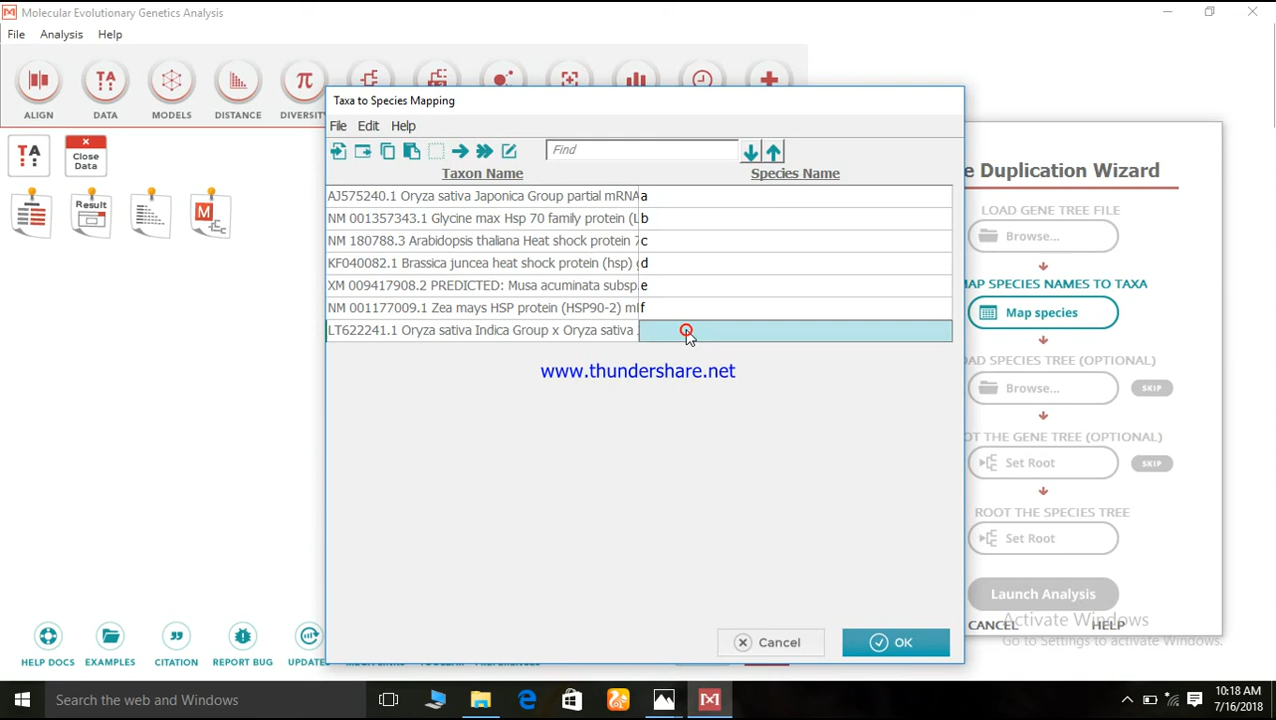 Molecular Evolutionary Genetics Analysis
File Analysis Help
ALIGN DATA MODELS DISTANCE DIVERSITY
TA
Close Data
Result
M
Taxa to Species Mapping
File Edit Help
Find
Taxon Name Species Name
AJ575240.1 Oryza sativa Japonica Group partial mRNA a
NM 001357343.1 Glycine max Hsp 70 family protein (L b
NM 180788.3 Arabidopsis thaliana Heat shock protein 7 c
KF040082.1 Brassica juncea heat shock protein (hsp) g d
XM 009417908.2 PREDICTED: Musa acuminata subsp. e
NM 001177009.1 Zea mays HSP protein (HSP90-2) ml f
LT622241.1 Oryza sativa Indica Group x Oryza sativa
www.thundershare.net
Cancel OK
e Duplication Wizard
LOAD GENE TREE FILE
Browse...
MAP SPECIES NAMES TO TAXA
Map species
OAD SPECIES TREE (OPTIONAL)
Browse... SKIP
OT THE GENE TREE (OPTIONAL)
Set Root SKIP
ROOT THE SPECIES TREE
Set Root
Launch Analysis
CANCEL HELP
Activate Windows
Go to Settings to activate Windows.
HELP DOCS EXAMPLES CITATION REPORT BUG UPDATE
Search the web and Windows
10:18 AM
7/16/2018